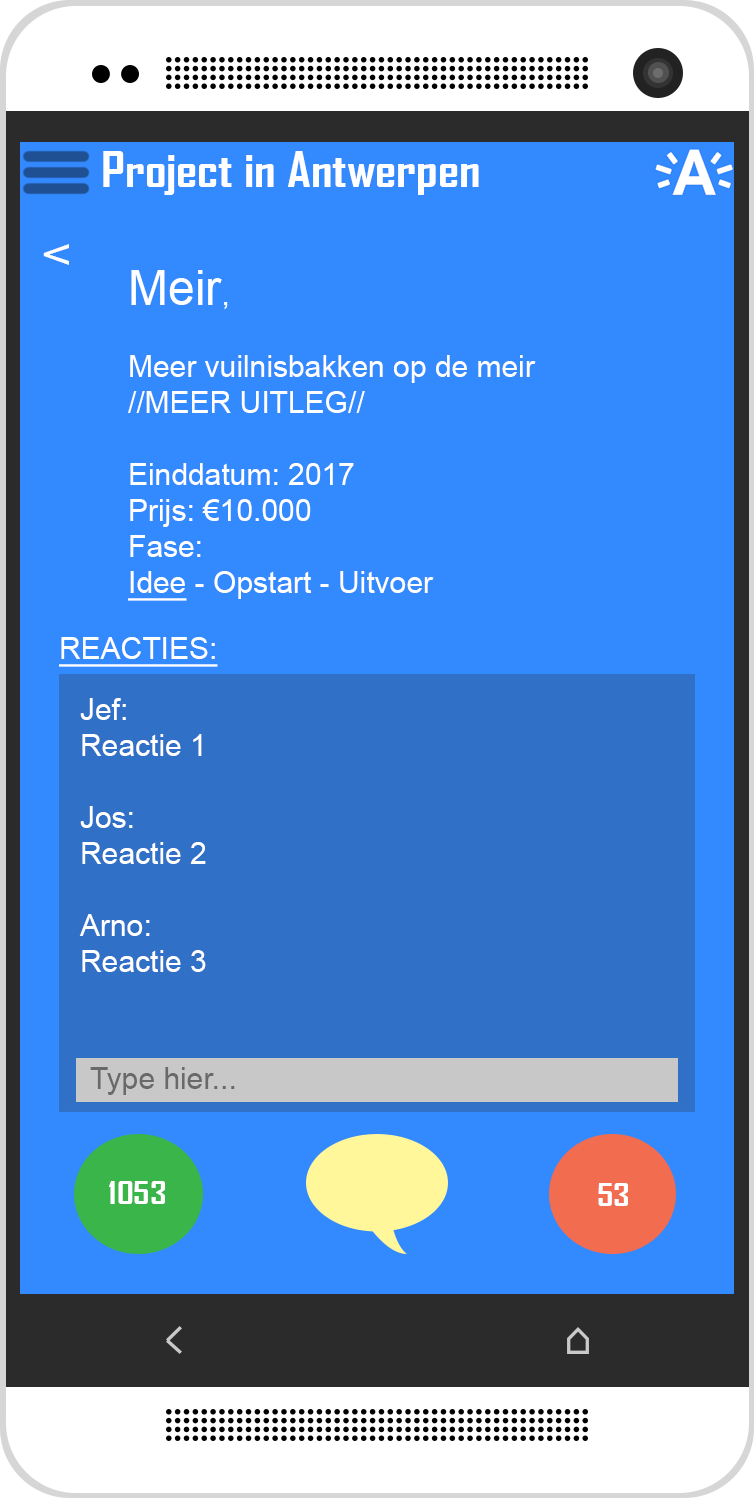 Project in Antwerpen
A
<
Meir,
Meer vuilnisbakken op de meir
//MEER UITLEG//
Einddatum: 2017
Prijs: €10.000
Fase:
Idee - Opstart - Uitvoer
REACTIES:
Jef:
Reactie 1
Jos:
Reactie 2
Arno:
Reactie 3
Type hier...
1053
53